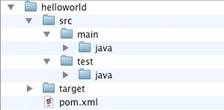 helloworld
src
main
java
test
java
target
pom.xml